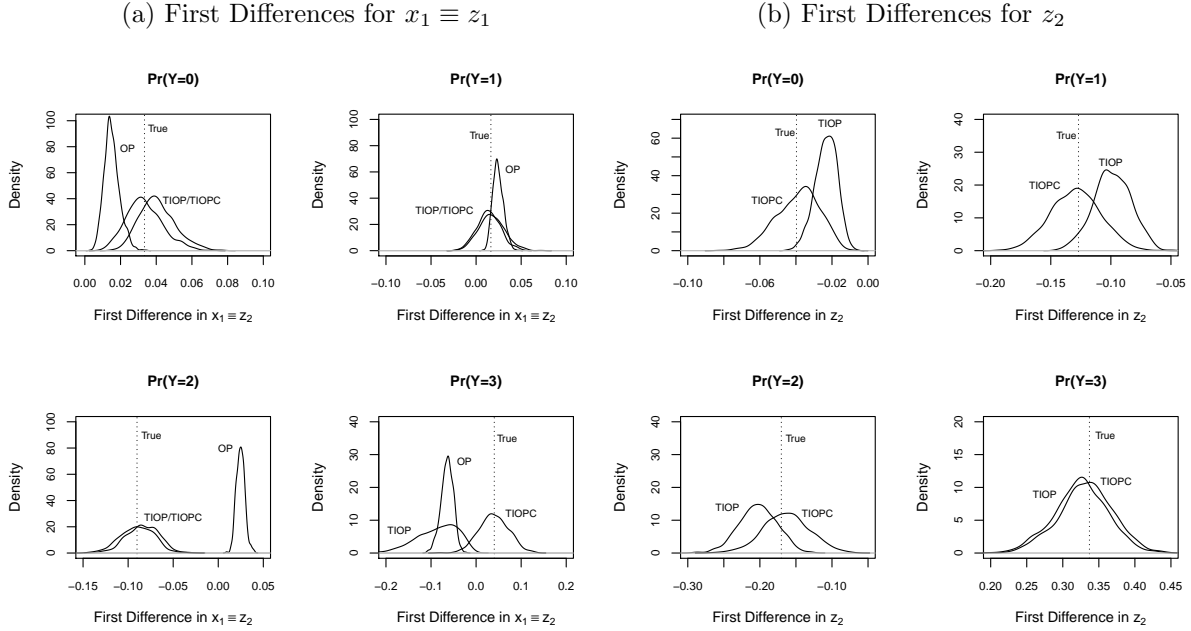 (a) First Differences for x₁ ≡ z₁
(b) First Differences for z₂
Pr(Y=0)
Density
0 20 40 60 80 100
True
OP
TIOP/TIOPC
0.00 0.02 0.04 0.06 0.08 0.10
First Difference in x₁ ≡ z₂
Pr(Y=1)
Density
0 20 40 60 80 100
True
OP
TIOP/TIOPC
−0.10 −0.05 0.00 0.05 0.10
First Difference in x₁ ≡ z₂
Pr(Y=0)
Density
0 20 40 60
True
TIOP
TIOPC
−0.10 −0.06 −0.02 0.00
First Difference in z₂
Pr(Y=1)
Density
0 10 20 30 40
True
TIOP
TIOPC
−0.20 −0.15 −0.10 −0.05
First Difference in z₂
Pr(Y=2)
Density
0 20 40 60 80 100
True
OP
TIOP/TIOPC
−0.15 −0.10 −0.05 0.00 0.05
First Difference in x₁ ≡ z₂
Pr(Y=3)
Density
0 10 20 30 40
True
OP
TIOP
TIOPC
−0.2 −0.1 0.0 0.1 0.2
First Difference in x₁ ≡ z₂
Pr(Y=2)
Density
0 10 20 30 40
True
TIOP
TIOPC
−0.30 −0.20 −0.10
First Difference in z₂
Pr(Y=3)
Density
0 5 10 15 20
True
TIOP
TIOPC
0.20 0.25 0.30 0.35 0.40 0.45
First Difference in z₂